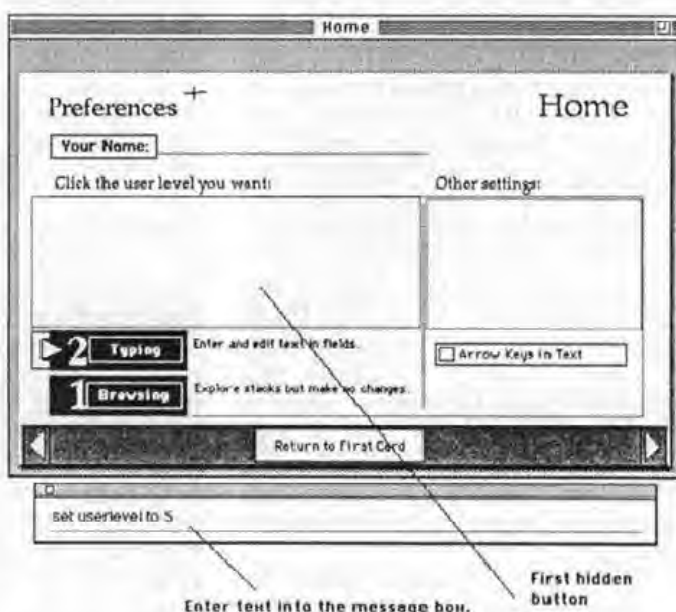 Home
Preferences
Home
Your Name:
Click the user level you want:
Other settings:
2 Typing
Enter and edit text in fields.
Arrow Keys in Text
1 Browsing
Explore stacks but make no changes.
Return to First Card
set userlevel to 5
Enter text into the message box.
First hidden
button